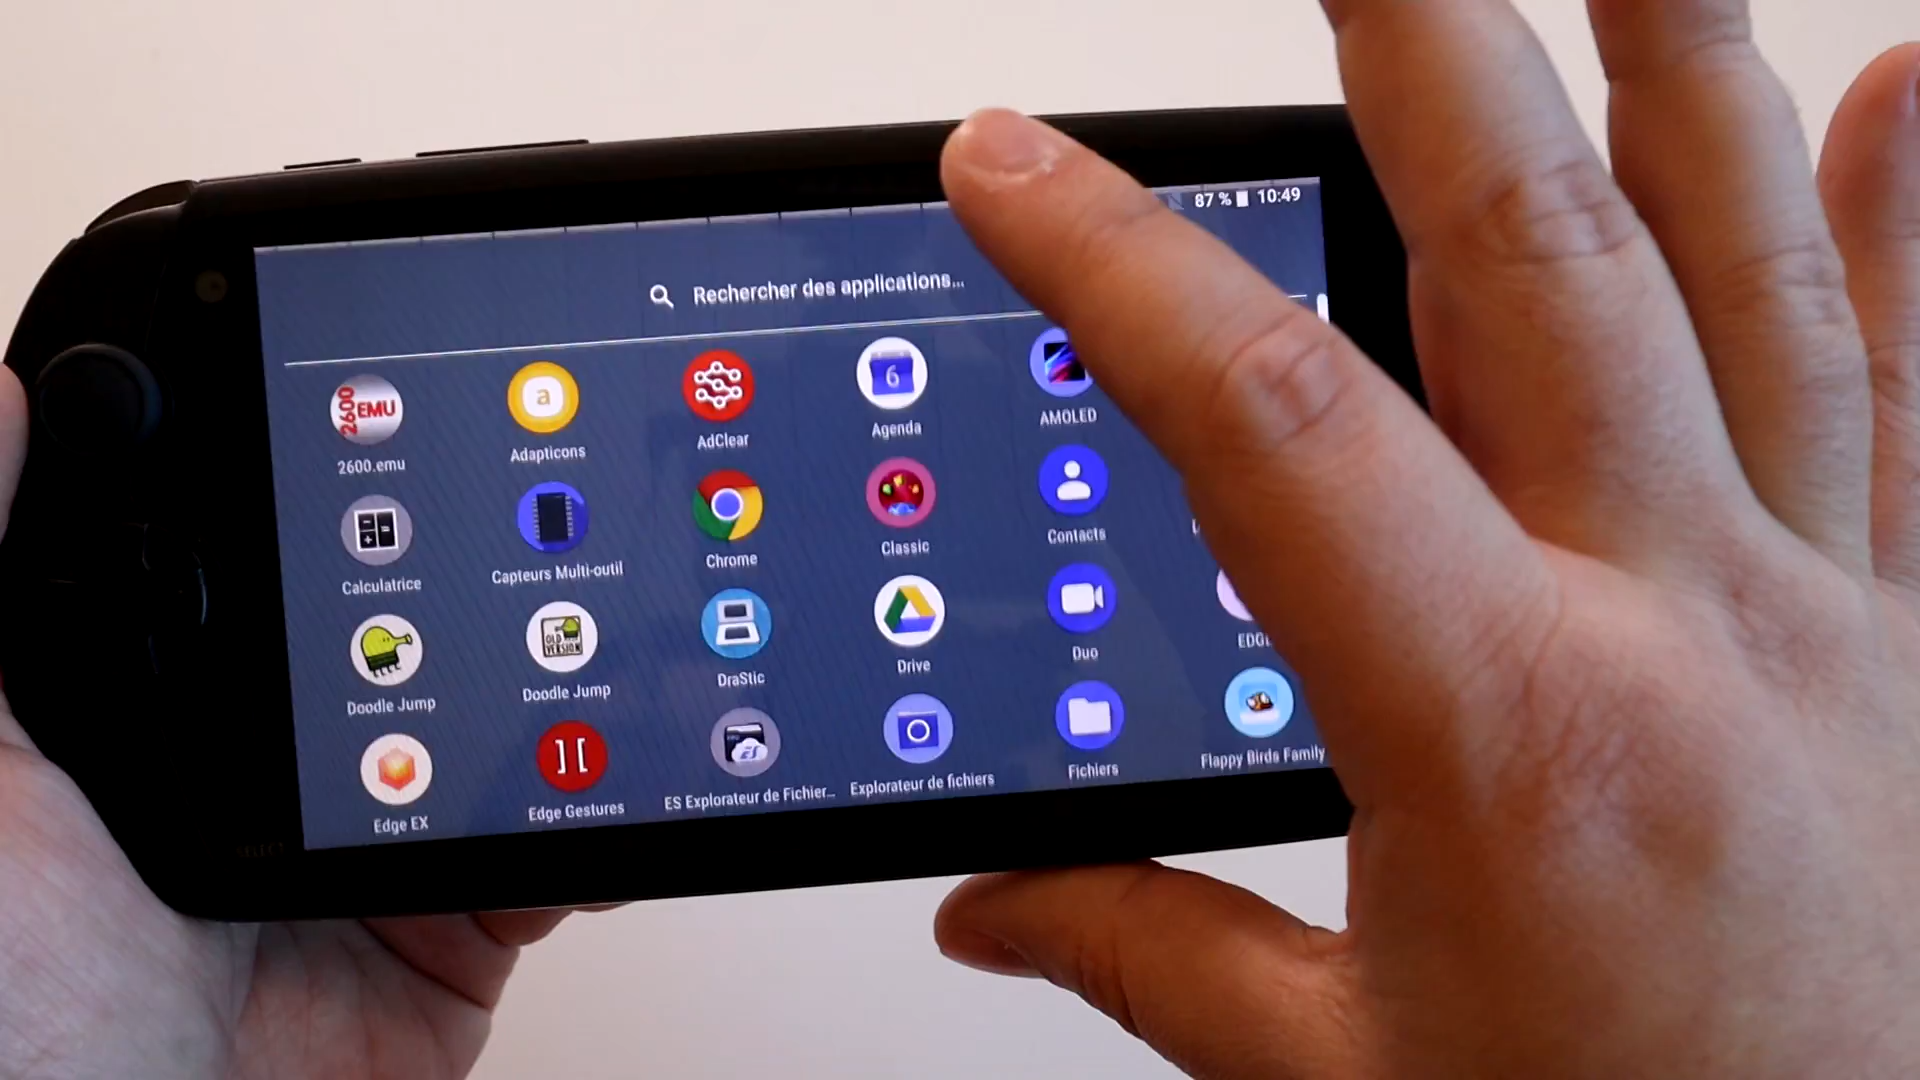 87 % 10:49
Rechercher des applications...
2600 EMU
a
6
2600.emu
Adapticons
AdClear
Agenda
AMOLED
Calculatrice
Capteurs Multi-outil
Chrome
Classic
Contacts
OLD VERSION
Doodle Jump
Doodle Jump
DraStic
Drive
Duo
ES
Edge EX
Edge Gestures
ES Explorateur de Fichier...
Explorateur de fichiers
Fichiers
Flappy Birds Family
SELECT